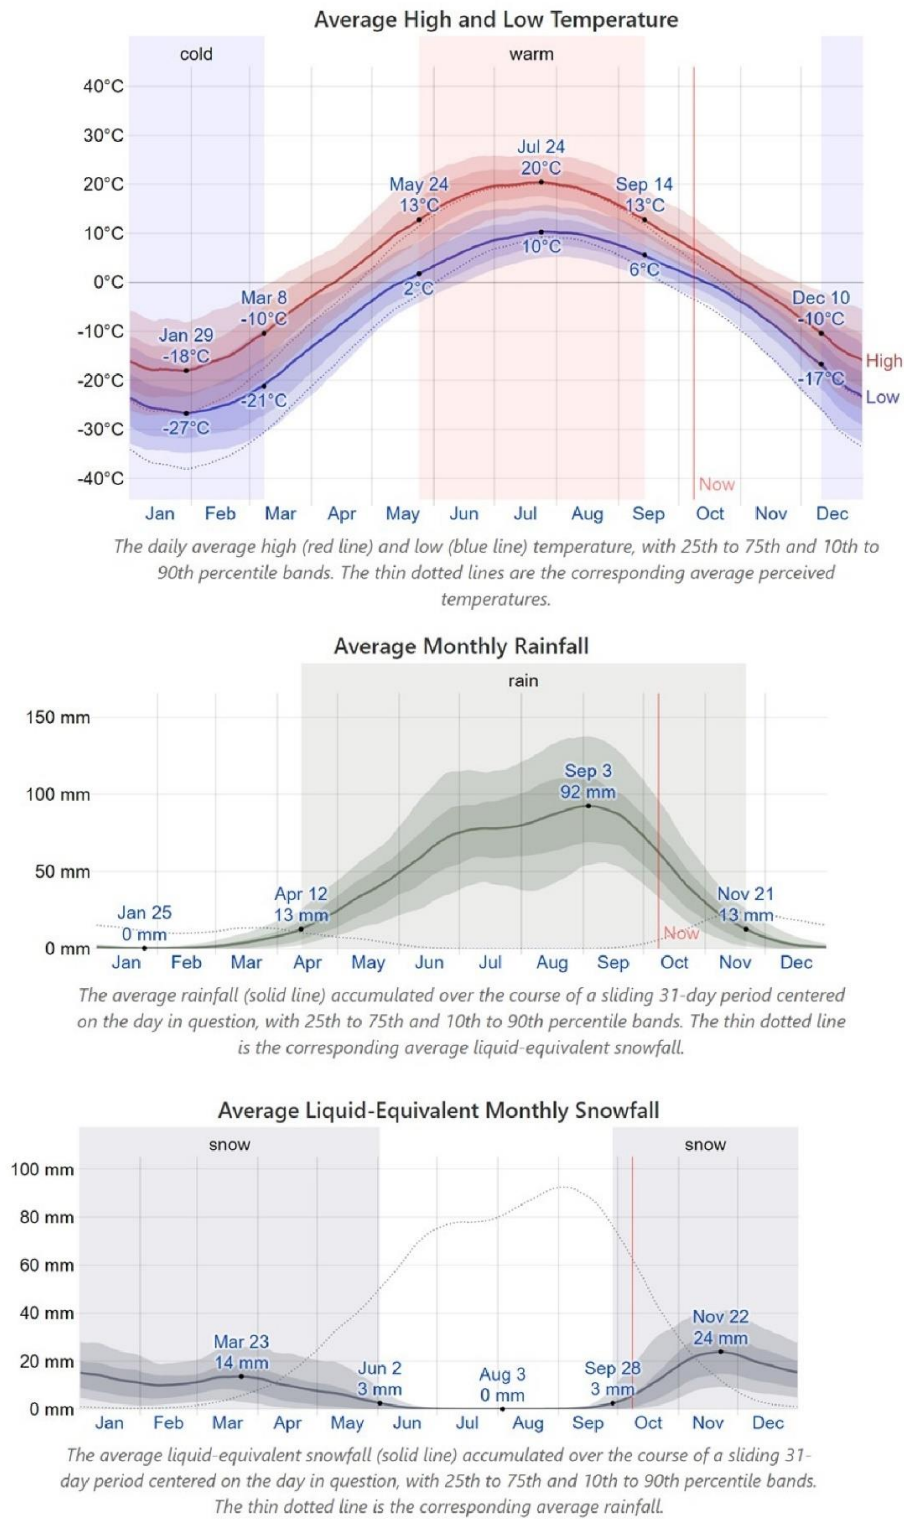 Average High and Low Temperature
cold
warm
40°C
30°C
20°C
10°C
0°C
-10°C
-20°C
-30°C
-40°C
Jan 29
-18°C
-27°C
Mar 8
-10°C
-21°C
May 24
13°C
2°C
Jul 24
20°C
10°C
Sep 14
13°C
6°C
Dec 10
-10°C
-17°C
High
Low
Now
Jan Feb Mar Apr May Jun Jul Aug Sep Oct Nov Dec
The daily average high (red line) and low (blue line) temperature, with 25th to 75th and 10th to
90th percentile bands. The thin dotted lines are the corresponding average perceived
temperatures.
Average Monthly Rainfall
rain
150 mm
100 mm
50 mm
0 mm
Jan 25
0 mm
Apr 12
13 mm
Sep 3
92 mm
Nov 21
13 mm
Now
Jan Feb Mar Apr May Jun Jul Aug Sep Oct Nov Dec
The average rainfall (solid line) accumulated over the course of a sliding 31-day period centered
on the day in question, with 25th to 75th and 10th to 90th percentile bands. The thin dotted line
is the corresponding average liquid-equivalent snowfall.
Average Liquid-Equivalent Monthly Snowfall
snow
snow
100 mm
80 mm
60 mm
40 mm
20 mm
0 mm
Mar 23
14 mm
Jun 2
3 mm
Aug 3
0 mm
Sep 28
3 mm
Nov 22
24 mm
Jan Feb Mar Apr May Jun Jul Aug Sep Oct Nov Dec
The average liquid-equivalent snowfall (solid line) accumulated over the course of a sliding 31-
day period centered on the day in question, with 25th to 75th and 10th to 90th percentile bands.
The thin dotted line is the corresponding average rainfall.